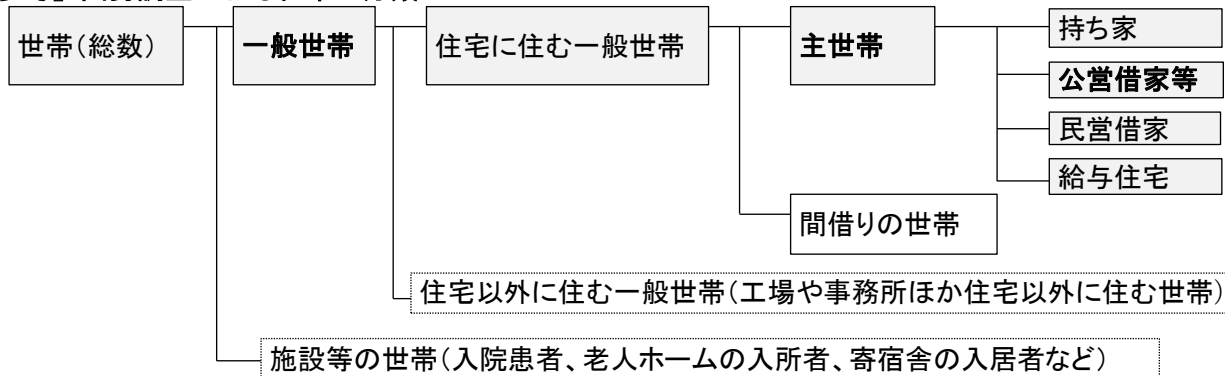 世帯（総数）
一般世帯
住宅に住む一般世帯
主世帯
持ち家
公営借家等
民営借家
給与住宅
間借りの世帯
住宅以外に住む一般世帯（工場や事務所ほか住宅以外に住む世帯）
施設等の世帯（入院患者、老人ホームの入所者、寄宿舎の入居者など）